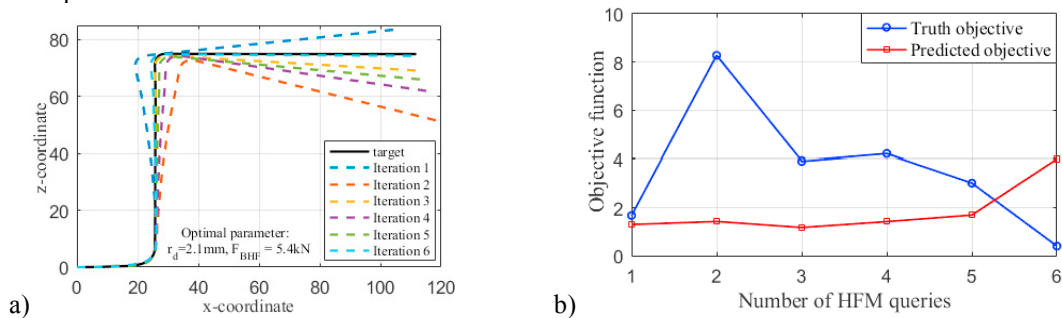 80
60
40
20
0
z-coordinate
0 20 40 60 80 100 120
x-coordinate
target
Iteration 1
Iteration 2
Iteration 3
Iteration 4
Iteration 5
Iteration 6
Optimal parameter:
r_d=2.1mm, F_BHF = 5.4kN
a)
10
8
6
4
2
0
Objective function
1 2 3 4 5 6
Number of HFM queries
Truth objective
Predicted objective
b)